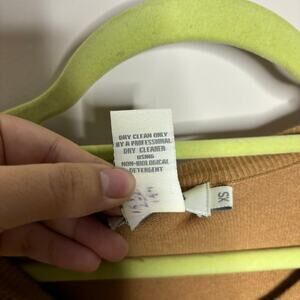 DRY CLEAN ONLY
BY A PROFESSIONAL
DRY CLEANER
USING
NON-BIOLOGICAL
DETERGENT
SK